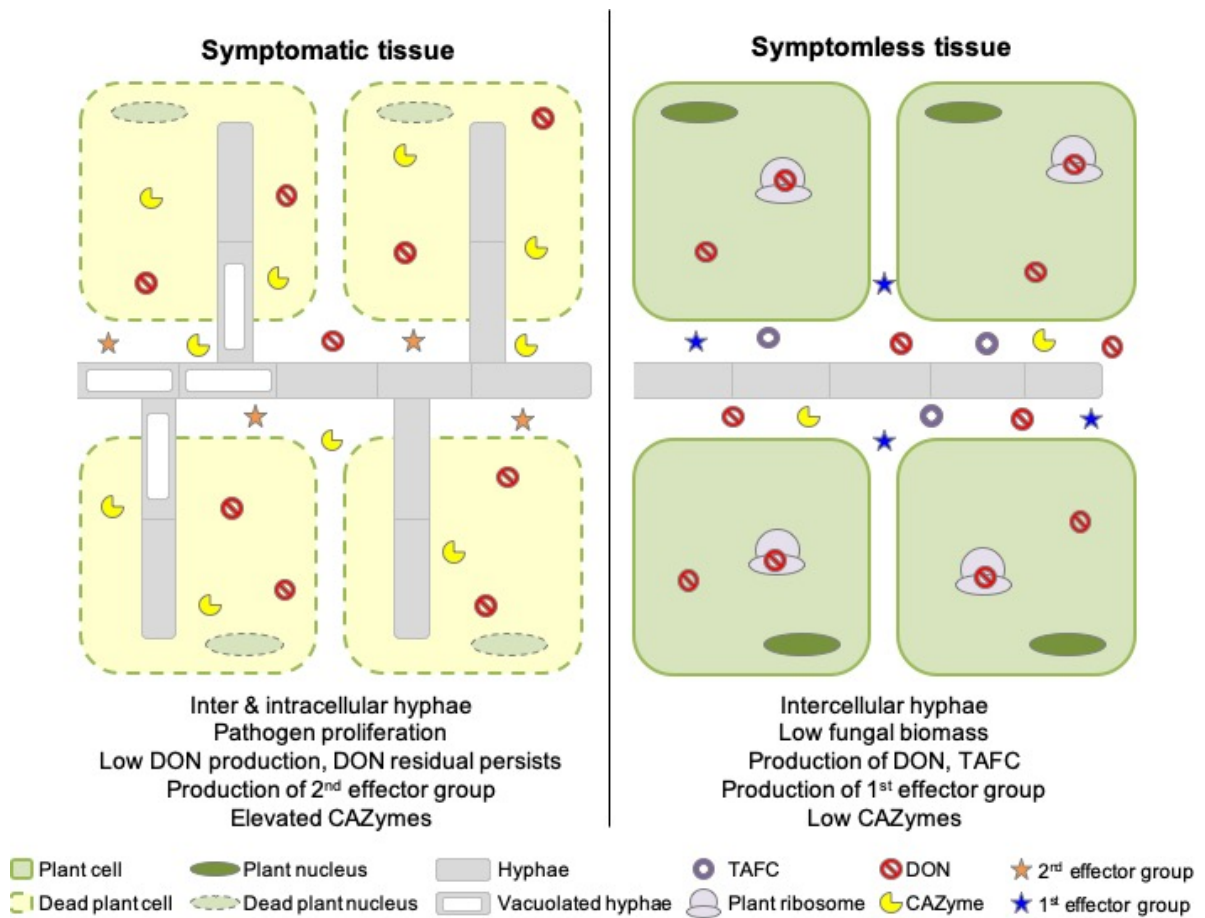 Symptomatic tissue
Symptomless tissue
Inter & intracellular hyphae
Pathogen proliferation
Low DON production, DON residual persists
Production of 2nd effector group
Elevated CAZymes
Intercellular hyphae
Low fungal biomass
Production of DON, TAFC
Production of 1st effector group
Low CAZymes
Plant cell
Plant nucleus
Hyphae
TAFC
DON
2nd effector group
Dead plant cell
Dead plant nucleus
Vacuolated hyphae
Plant ribosome
CAZyme
1st effector group